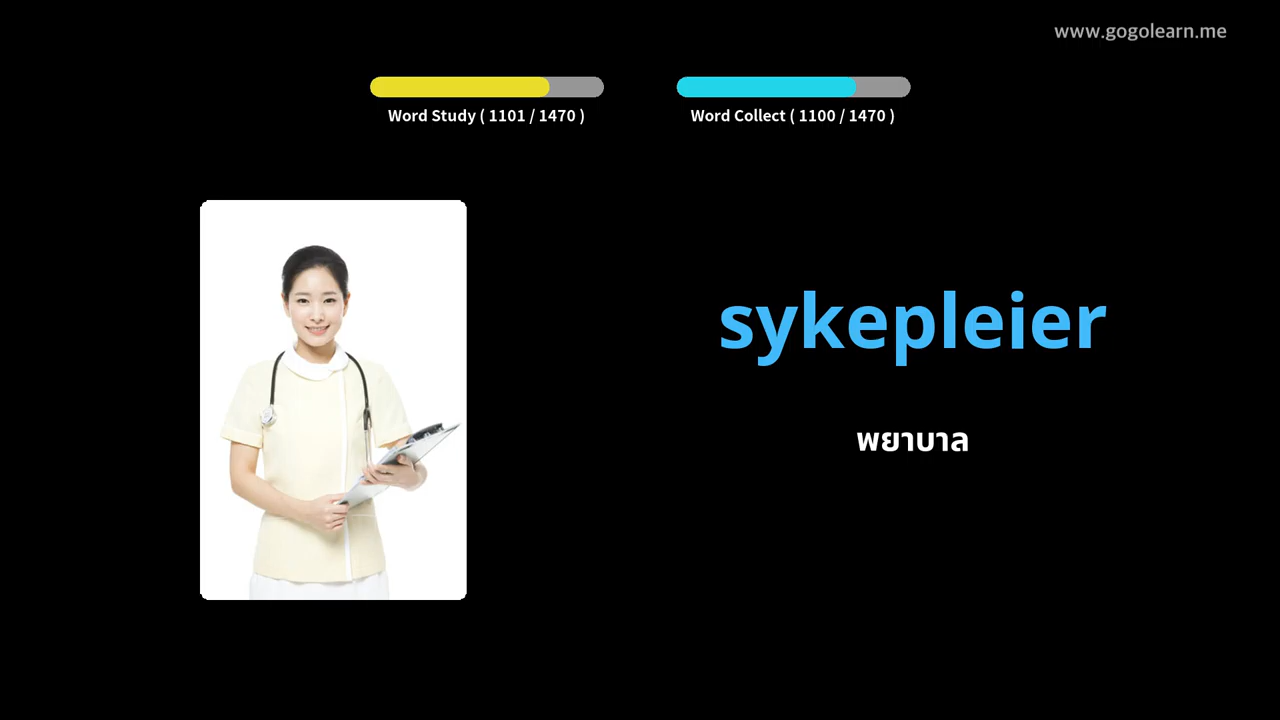 www.gogolearn.me
Word Study ( 1101 / 1470 )
Word Collect ( 1100 / 1470 )
sykepleier
พยาบาล